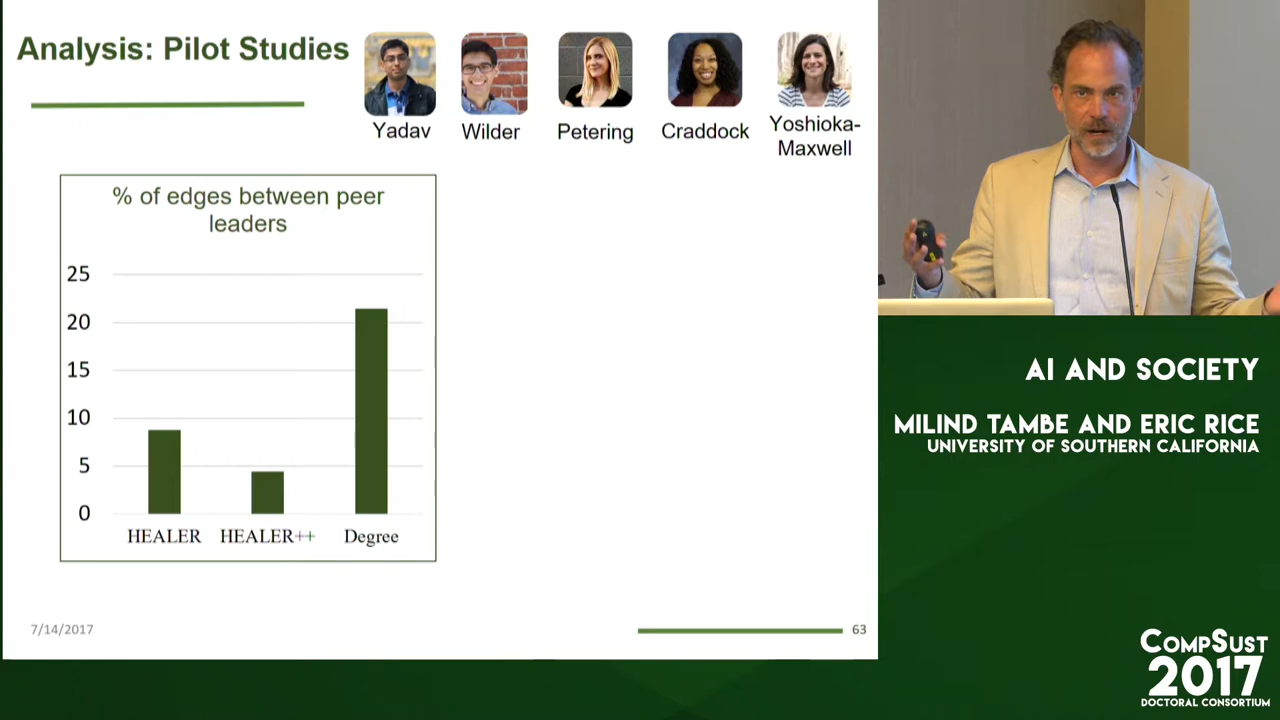 Analysis: Pilot Studies
Yadav
Wilder
Petering
Craddock
Yoshioka-
Maxwell
% of edges between peer
leaders
25
20
15
10
5
0
HEALER
HEALER++
Degree
7/14/2017
63
AI AND SOCIETY
MILIND TAMBE AND ERIC RICE
UNIVERSITY OF SOUTHERN CALIFORNIA
COMPSUST
2017
DOCTORAL CONSORTIUM